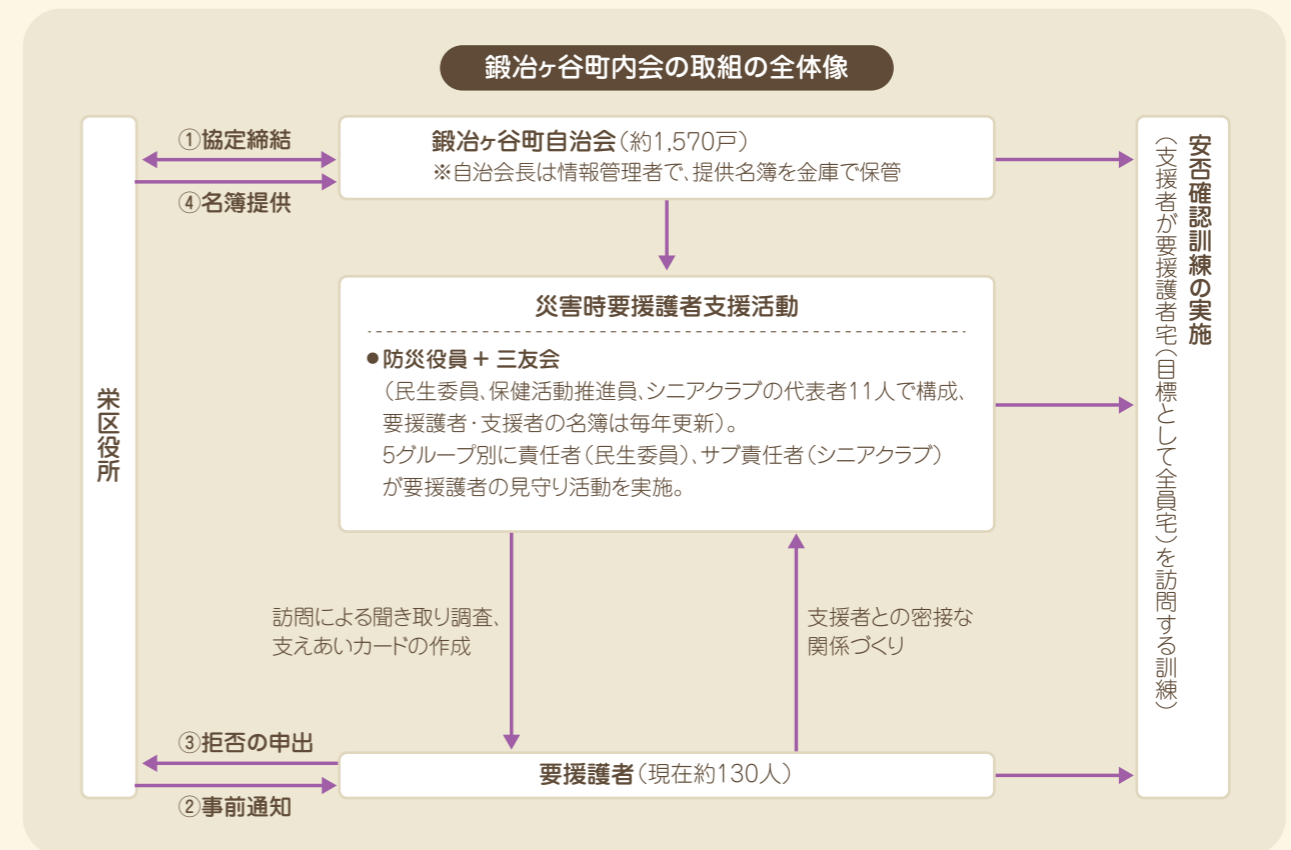 鍛冶ヶ谷町内会の取組の全体像
栄区役所
①協定締結
④名簿提供
鍛冶ヶ谷町自治会(約1,570戸)
※自治会長は情報管理者で、提供名簿を金庫で保管
災害時要援護者支援活動
●防災役員 + 三友会
(民生委員、保健活動推進員、シニアクラブの代表者11人で構成、
要援護者・支援者の名簿は毎年更新)。
5グループ別に責任者(民生委員)、サブ責任者(シニアクラブ)
が要援護者の見守り活動を実施。
訪問による聞き取り調査、
支えあいカードの作成
支援者との密接な
関係づくり
③拒否の申出
②事前通知
要援護者(現在約130人)
安否確認訓練の実施
(支援者が要援護者宅(目標として全員宅)を訪問する訓練)